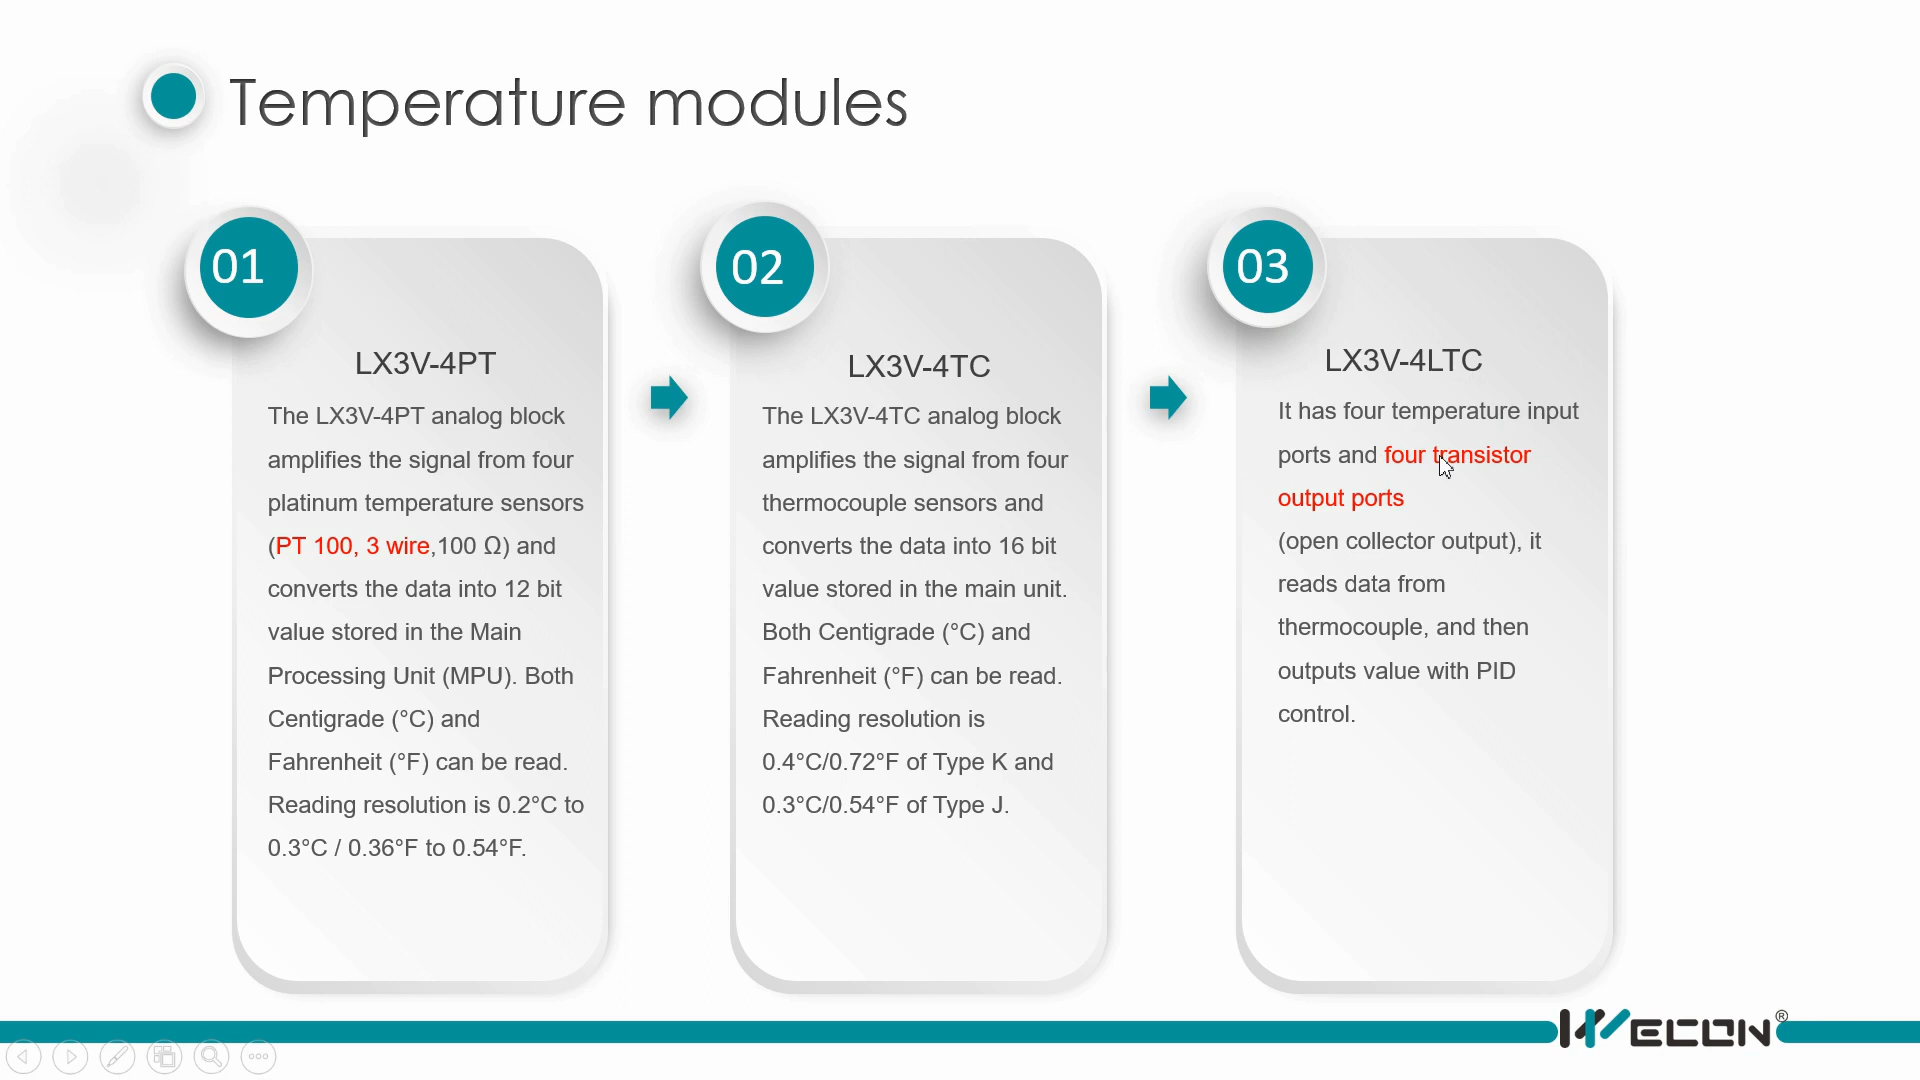 Temperature modules
01
LX3V-4PT
The LX3V-4PT analog block
amplifies the signal from four
platinum temperature sensors
(PT 100, 3 wire,100 Ω) and
converts the data into 12 bit
value stored in the Main
Processing Unit (MPU). Both
Centigrade (°C) and
Fahrenheit (°F) can be read.
Reading resolution is 0.2°C to
0.3°C / 0.36°F to 0.54°F.
02
LX3V-4TC
The LX3V-4TC analog block
amplifies the signal from four
thermocouple sensors and
converts the data into 16 bit
value stored in the main unit.
Both Centigrade (°C) and
Fahrenheit (°F) can be read.
Reading resolution is
0.4°C/0.72°F of Type K and
0.3°C/0.54°F of Type J.
03
LX3V-4LTC
It has four temperature input
ports and four transistor
output ports
(open collector output), it
reads data from
thermocouple, and then
outputs value with PID
control.
WECON®